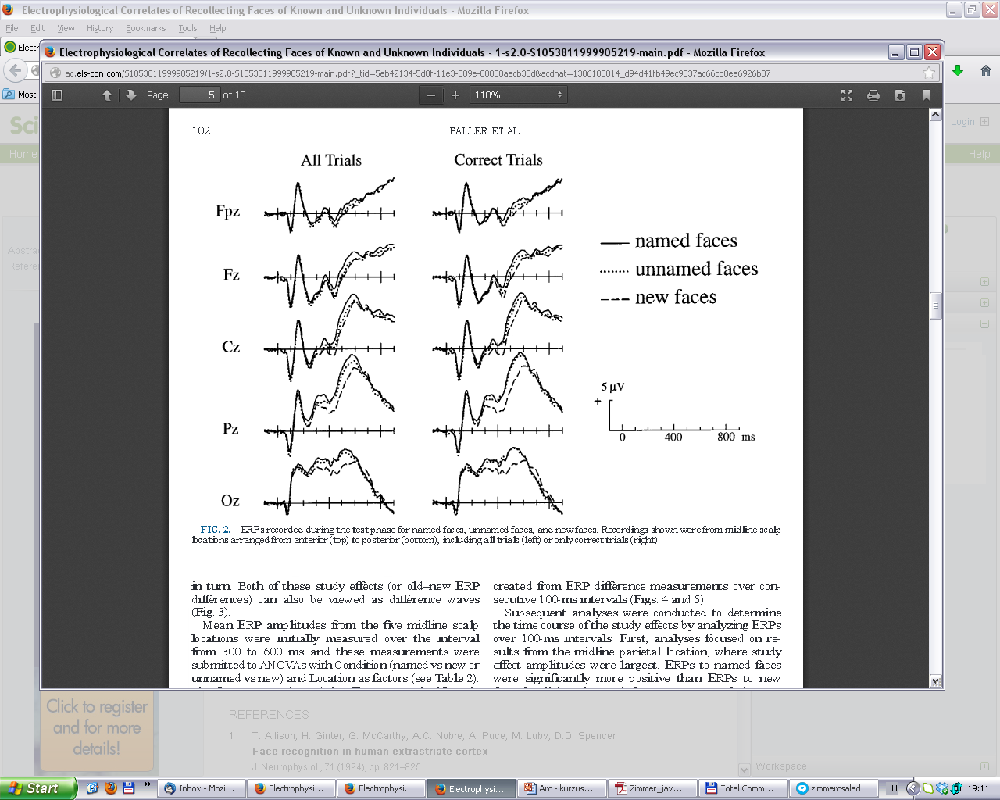 Electrophysiological Correlates of Recollecting Faces of Known and Unknown Individuals - Mozilla Firefox
File Edit View History Bookmarks Tools Help
Electr
Electrophysiological Correlates of Recollecting Faces of Known and Unknown Individuals - 1-s2.0-S1053811999905219-main.pdf - Mozilla Firefox
ac.els-cdn.com/S1053811999905219/1-s2.0-S1053811999905219-main.pdf?_tid=5eb42134-5d0f-11e3-809e-00000aacb35d&acdnat=1386180814_d94d41fb49ec9537ac66cb8ee6926b07
Most
Page: 5 of 13
110%
Sci
Login
Home
Help
Abstra
Referen
102
PALLER ET AL.
All Trials
Correct Trials
Fpz
Fz
Cz
Pz
Oz
named faces
unnamed faces
new faces
5 µV
+
0 400 800 ms
FIG. 2. ERPs recorded during the test phase for named faces, unnamed faces, and new faces. Recordings shown were from midline scalp
locations arranged from anterior (top) to posterior (bottom), including all trials (left) or only correct trials (right).
in turn. Both of these study effects (or old–new ERP
differences) can also be viewed as difference waves
(Fig. 3).
Mean ERP amplitudes from the five midline scalp
locations were initially measured over the interval
from 300 to 600 ms and these measurements were
submitted to ANOVAs with Condition (named vs new or
unnamed vs new) and Location as factors (see Table 2).
created from ERP difference measurements over con-
secutive 100-ms intervals (Figs. 4 and 5).
Subsequent analyses were conducted to determine
the time course of the study effects by analyzing ERPs
over 100-ms intervals. First, analyses focused on re-
sults from the midline parietal location, where study
effect amplitudes were largest. ERPs to named faces
were significantly more positive than ERPs to new
Click to register
and for more
details!
REFERENCES
1 T. Allison, H. Ginter, G. McCarthy, A.C. Nobre, A. Puce, M. Luby, D.D. Spencer
Face recognition in human extrastriate cortex
J. Neurophysiol., 71 (1994), pp. 821–825
Workspace
Start
»
Inbox - Mozi...
Electrophysi...
Electrophysi...
Electrophysi...
Arc - kurzus...
Zimmer_jav...
Total Comm...
zimmercsalad
HU
19:11